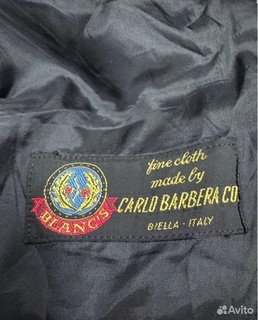 fine cloth
made by
CARLO BARBERA CO
BIELLA - ITALY
BLANC'S
Avito